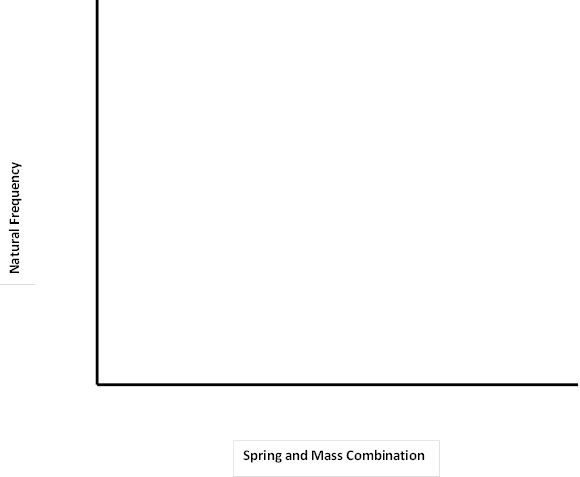 Natural Frequency
Spring and Mass Combination